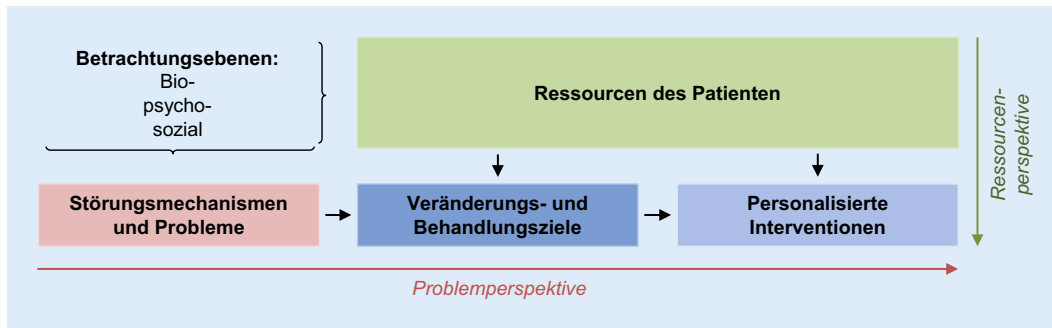 Betrachtungsebenen:
Bio-
psycho-
sozial
Ressourcen des Patienten
Ressourcen-
perspektive
Störungsmechanismen
und Probleme
Veränderungs- und
Behandlungsziele
Personalisierte
Interventionen
Problemperspektive